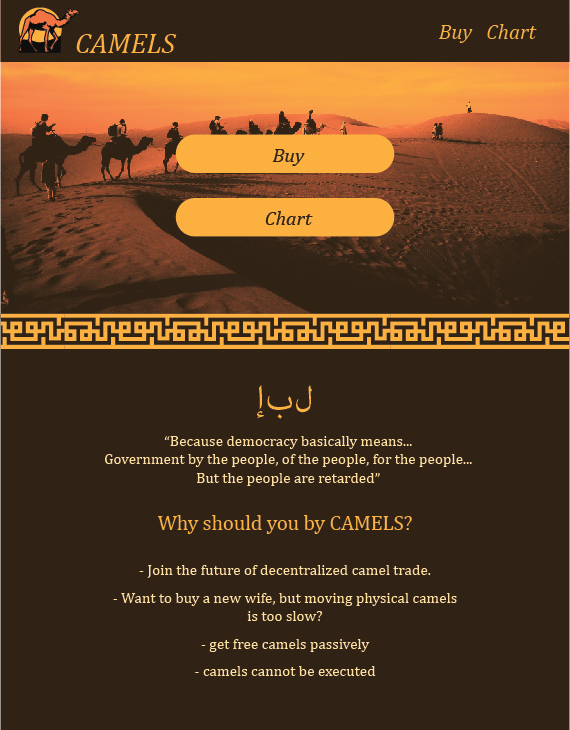 CAMELS
Buy Chart
Buy
Chart
إبل
“Because democracy basically means...
Government by the people, of the people, for the people...
But the people are retarded”
Why should you by CAMELS?
- Join the future of decentralized camel trade.
- Want to buy a new wife, but moving physical camels
is too slow?
- get free camels passively
- camels cannot be executed